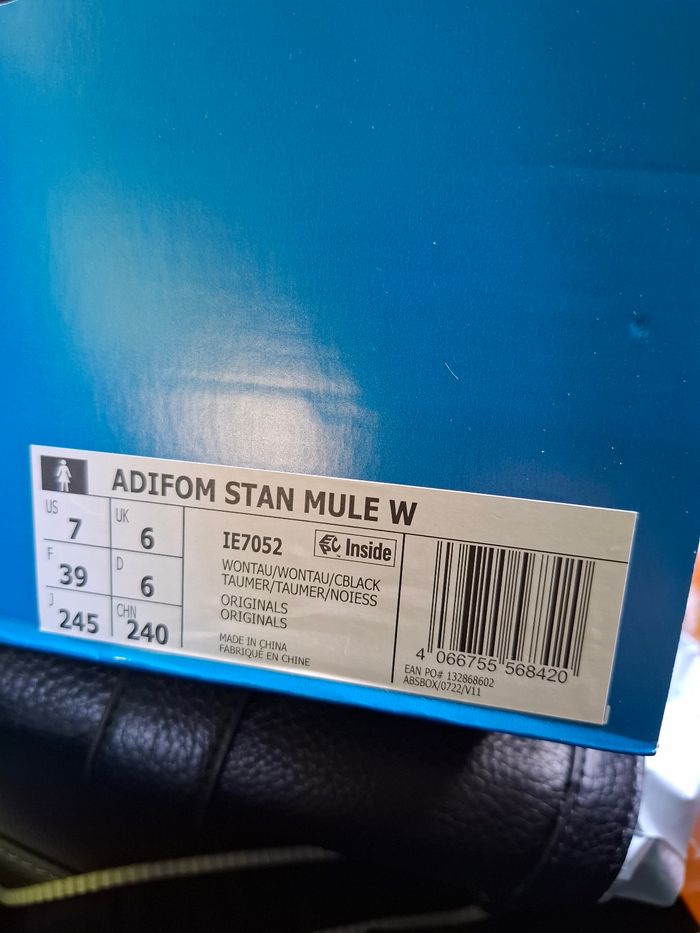 ADIFOM STAN MULE W
US 7 UK 6
F 39 D 6
J 245 CHN 240
IE7052 Inside
WONTAU/WONTAU/CBLACK
TAUMER/TAUMER/NOIESS
ORIGINALS
ORIGINALS
MADE IN CHINA
FABRIQUÉ EN CHINE
4 066755 568420
EAN PO# 132868602
ABSBOX/0722/V11